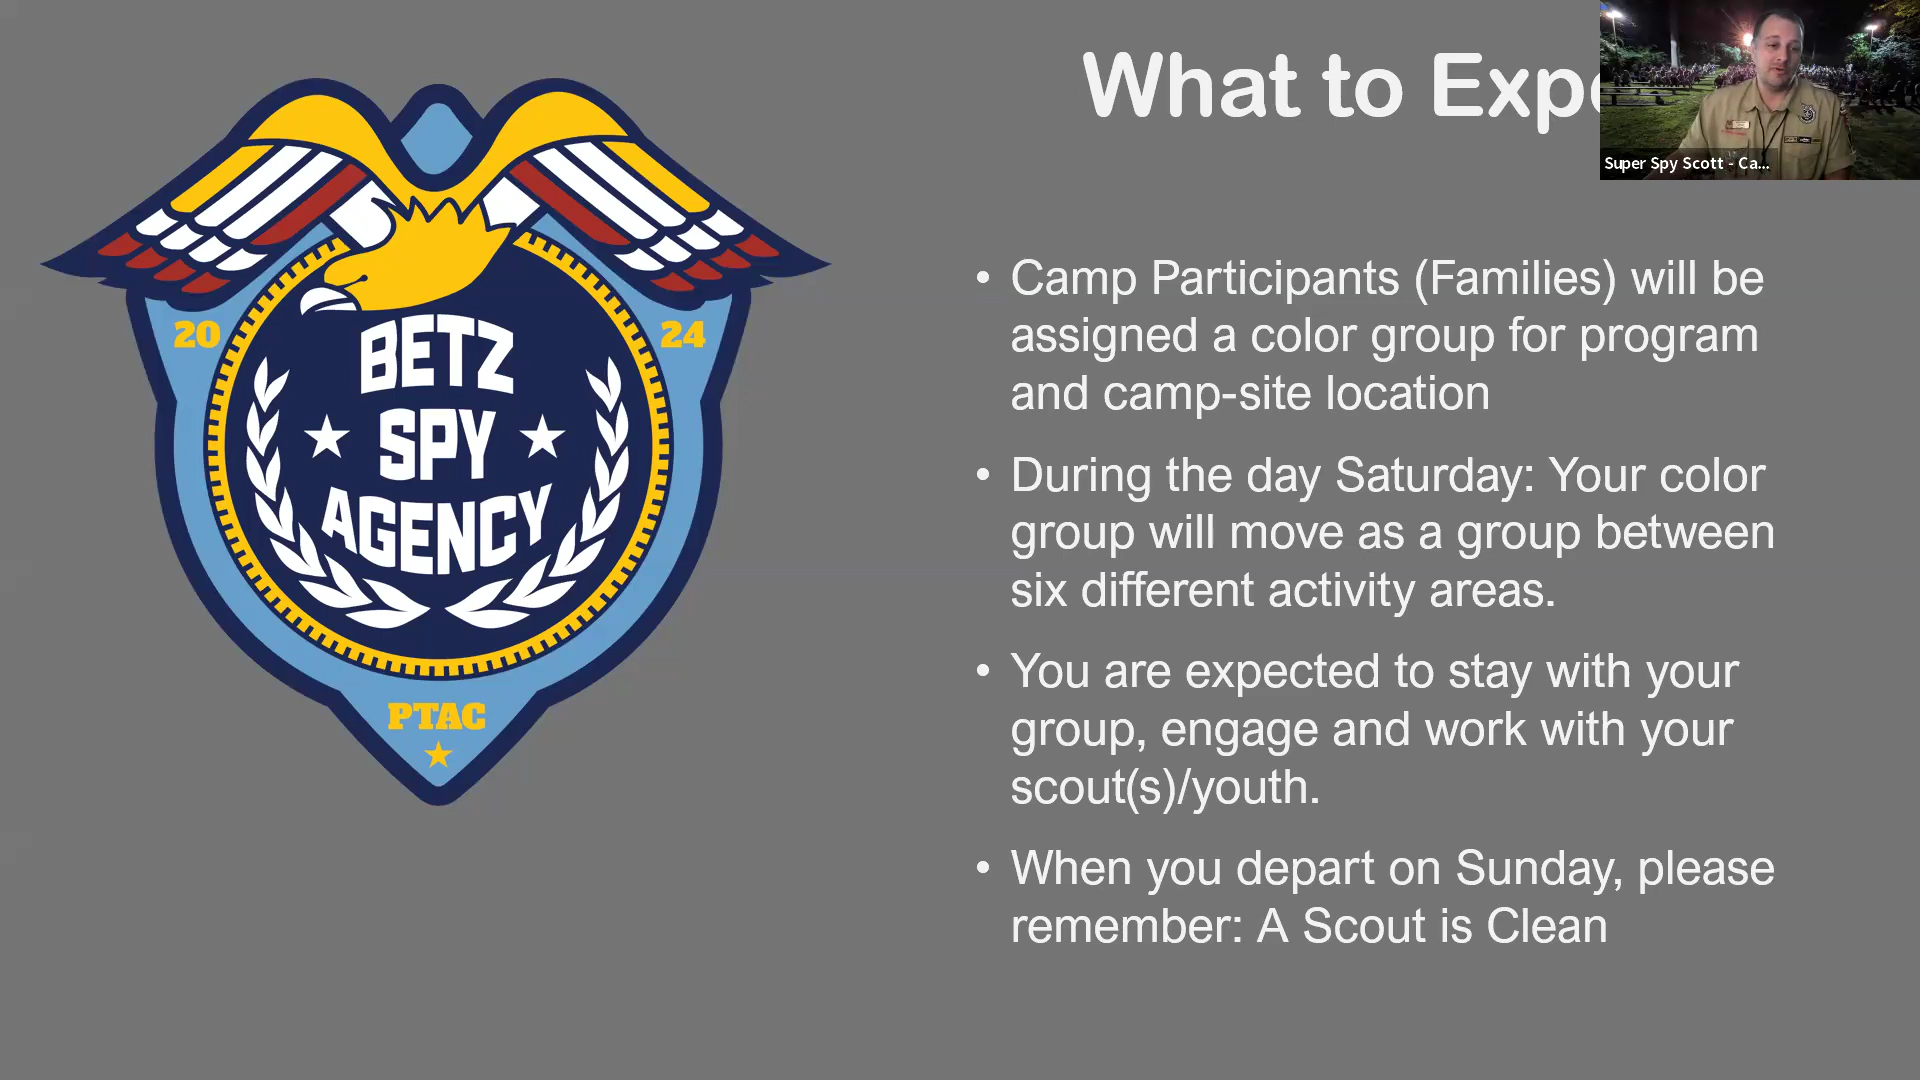 What to Exp
Super Spy Scott - Ca...
20
24
BETZ
SPY
AGENCY
PTAC
• Camp Participants (Families) will be
assigned a color group for program
and camp-site location
• During the day Saturday: Your color
group will move as a group between
six different activity areas.
• You are expected to stay with your
group, engage and work with your
scout(s)/youth.
• When you depart on Sunday, please
remember: A Scout is Clean